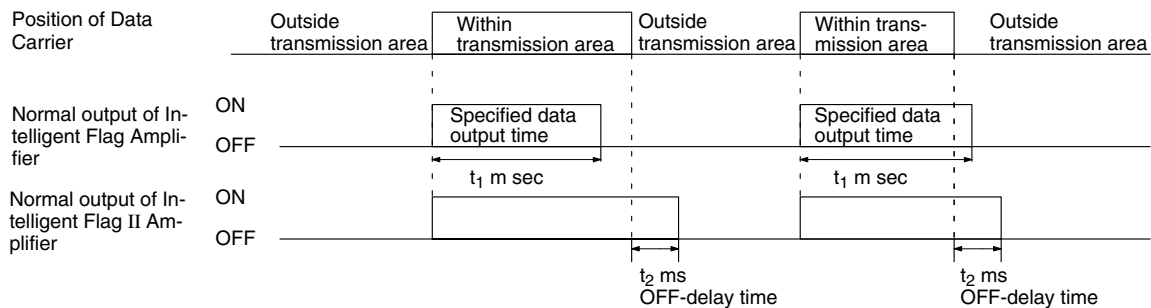 Position of Data
Carrier
Outside
transmission area
Within
transmission area
Outside
transmission area
Within trans-
mission area
Outside
transmission area
Normal output of In-
telligent Flag Ampli-
fier
ON
OFF
Specified data
output time
Specified data
output time
t1 m sec
t1 m sec
Normal output of In-
telligent Flag II Am-
plifier
ON
OFF
t2 ms
OFF-delay time
t2 ms
OFF-delay time